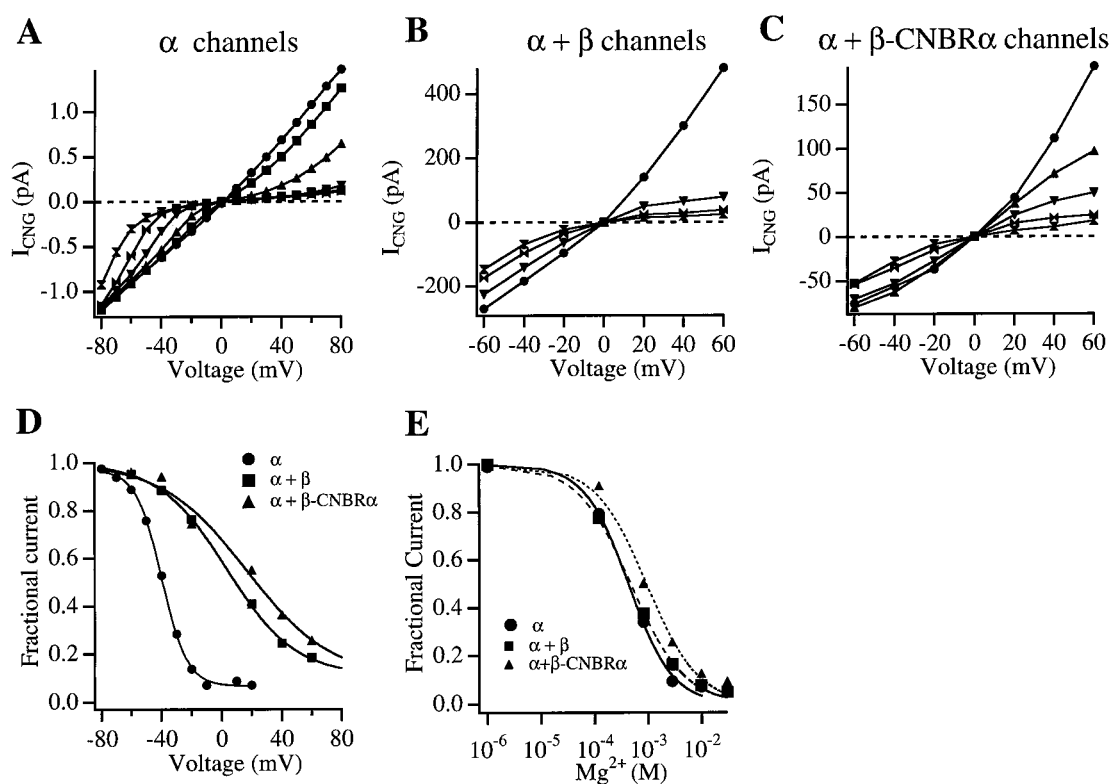 A
α channels
I_CNG (pA)
1.0
0.5
0.0
-0.5
-1.0
-80 -40 0 40 80
Voltage (mV)
B
α + β channels
I_CNG (pA)
400
200
0
-200
-60 -40 -20 0 20 40 60
Voltage (mV)
C
α + β-CNBRα channels
I_CNG (pA)
150
100
50
0
-50
-60 -40 -20 0 20 40 60
Voltage (mV)
D
α
α + β
α + β-CNBRα
Fractional current
1.0
0.8
0.6
0.4
0.2
0.0
-80 -40 0 40 80
Voltage (mV)
E
Fractional Current
1.0
0.8
0.6
0.4
0.2
0.0
α
α + β
α+β-CNBRα
10⁻⁶ 10⁻⁵ 10⁻⁴ 10⁻³ 10⁻²
Mg²⁺ (M)